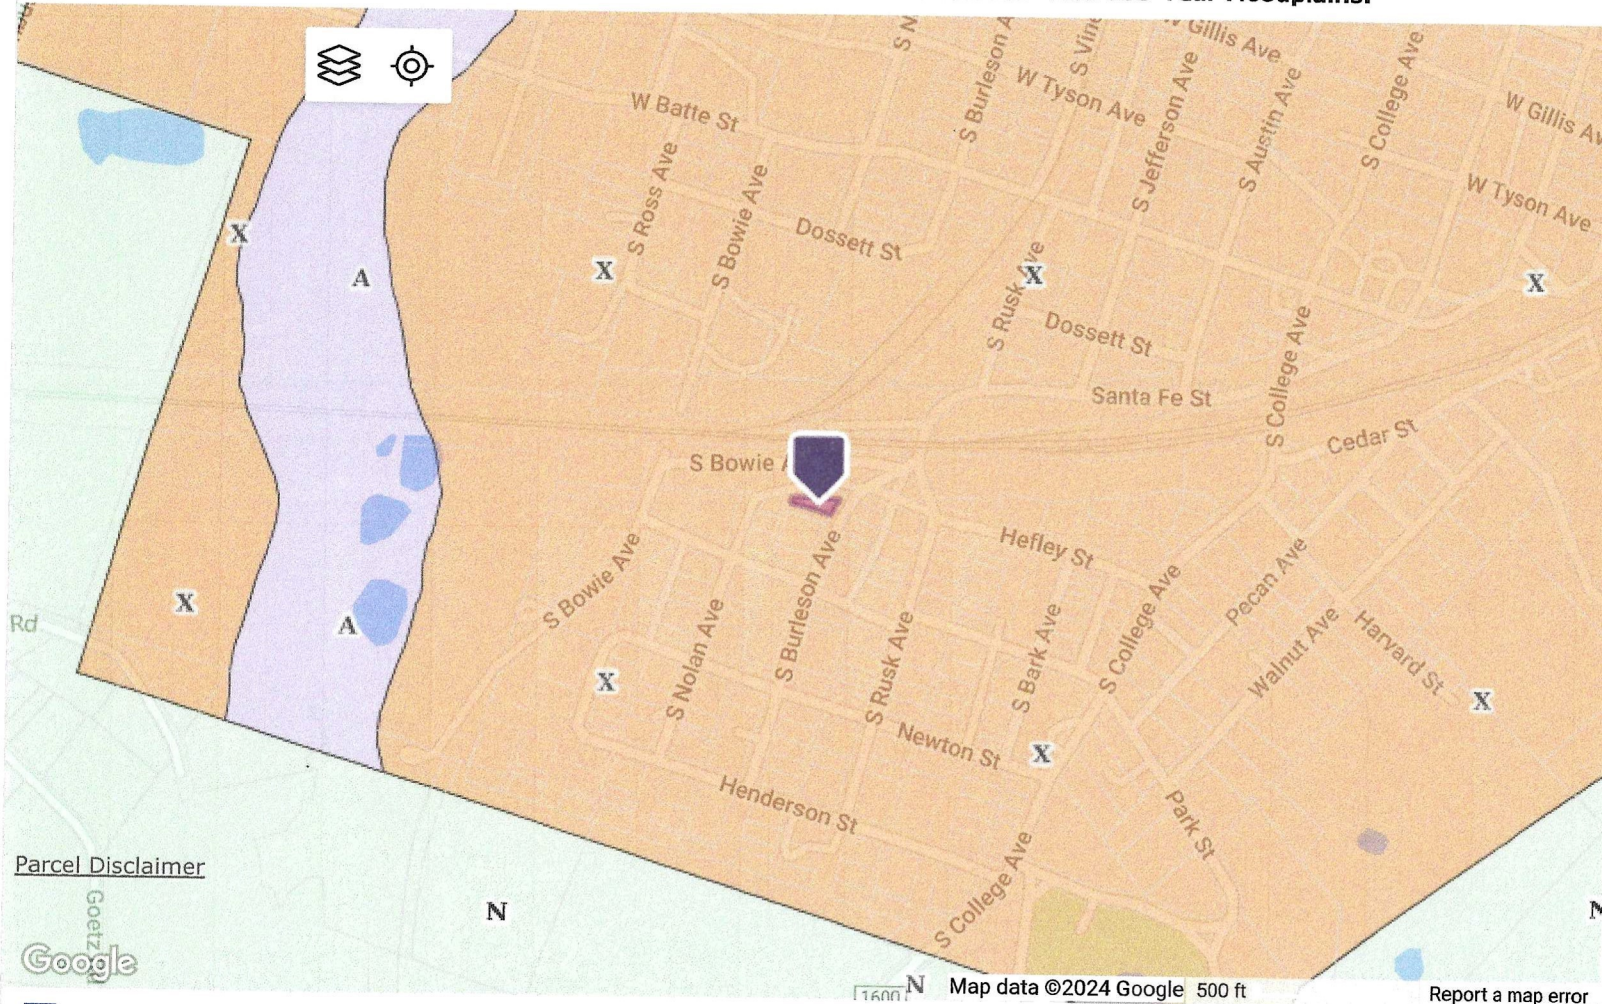 W Gillis Ave
S Vine
W Tyson Ave
S Burleson A
S N
W Batte St
S Jefferson Ave
S Austin Ave
S College Ave
W Gillis Av
W Tyson Ave
S Ross Ave
S Bowie Ave
Dossett St
X
A
X
X
S Rusk Ave
X
Dossett St
S College Ave
Santa Fe St
Cedar St
S Bowie A
Hefley St
S Bowie Ave
S Burleson Ave
Pecan Ave
S College Ave
X
Rd
A
S Nolan Ave
S Rusk Ave
S Bark Ave
Walnut Ave
Harvard St
X
X
Newton St
X
Henderson St
Park St
Parcel Disclaimer
S College Ave
N
Goetz Rd
Google
1600
N
Map data ©2024 Google
500 ft
Report a map error